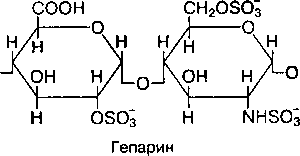 COOH CH₂OSO₃⁻
H O H O
H H H H
OH H O OH H O
H OSO₃⁻ H NHSO₃⁻
Гепарин